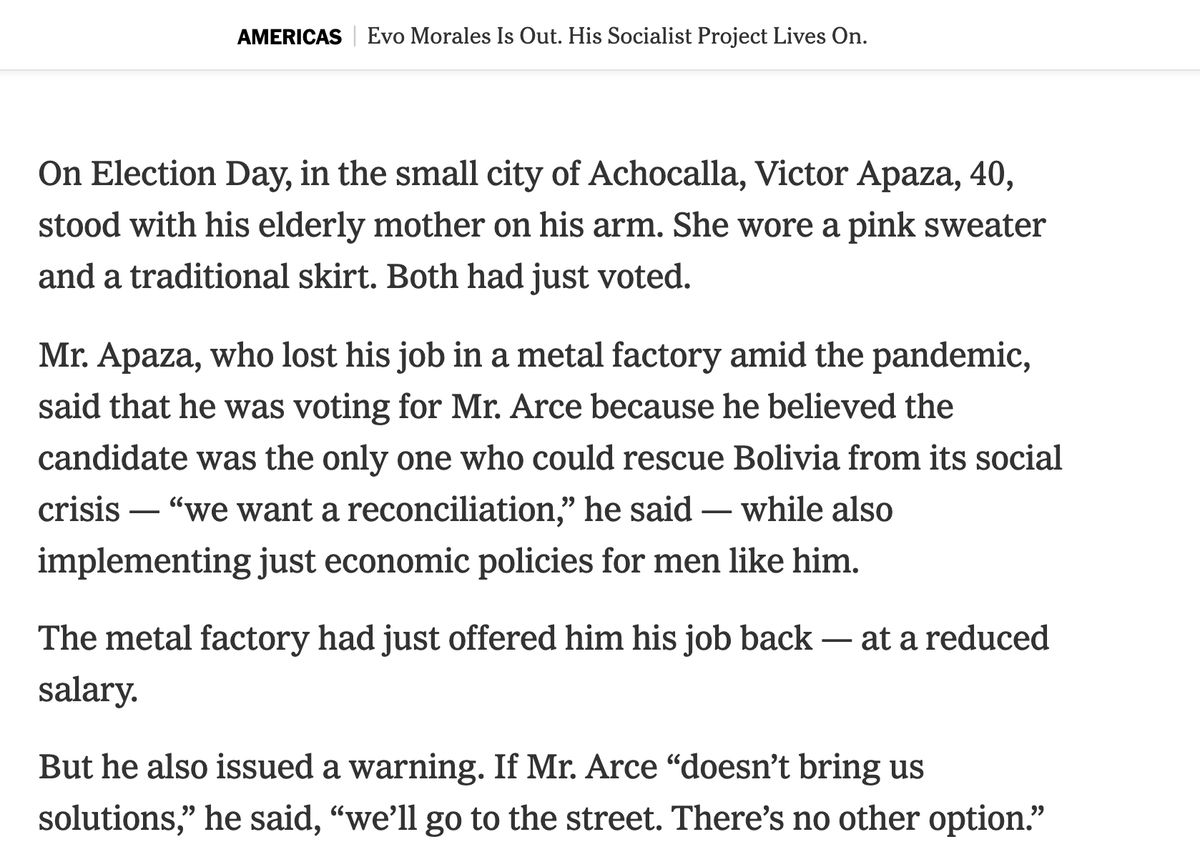 AMERICAS | Evo Morales Is Out. His Socialist Project Lives On.
On Election Day, in the small city of Achocalla, Victor Apaza, 40,
stood with his elderly mother on his arm. She wore a pink sweater
and a traditional skirt. Both had just voted.
Mr. Apaza, who lost his job in a metal factory amid the pandemic,
said that he was voting for Mr. Arce because he believed the
candidate was the only one who could rescue Bolivia from its social
crisis — “we want a reconciliation,” he said — while also
implementing just economic policies for men like him.
The metal factory had just offered him his job back — at a reduced
salary.
But he also issued a warning. If Mr. Arce “doesn’t bring us
solutions,” he said, “we’ll go to the street. There’s no other option.”